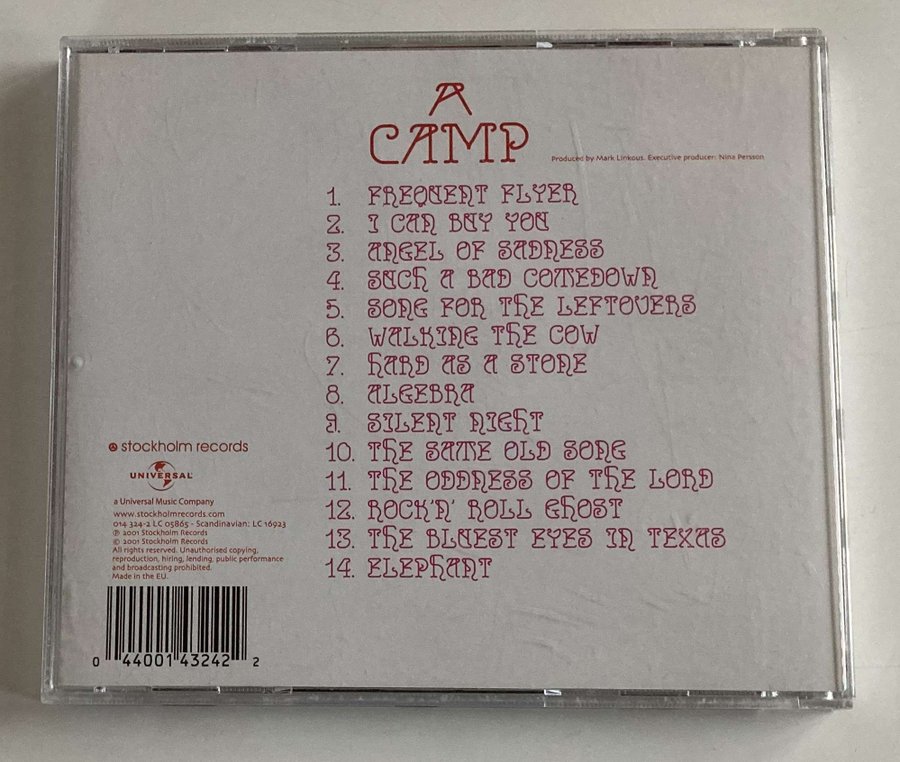 A
CAMP
Produced by Mark Linkous. Executive producer: Nina Persson
1. FREQUENT FLYER
2. I CAN BUY YOU
3. ANGEL OF SADNESS
4. SUCH A BAD COMEDOWN
5. SONG FOR THE LEFTOVERS
6. WALKING THE COW
7. HARD AS A STONE
8. ALGEBRA
9. SILENT NIGHT
10. THE SAME OLD SONG
11. THE ODDNESS OF THE LORD
12. ROCK'N' ROLL GHOST
13. THE BLUEST EYES IN TEXAS
14. ELEPHANT
stockholm records
UNIVERSAL
a Universal Music Company
www.stockholmrecords.com
014 324-2 LC 05865 - Scandinavian: LC 16923
℗ 2001 Stockholm Records
© 2001 Stockholm Records
All rights reserved. Unauthorised copying,
reproduction, hiring, lending, public performance
and broadcasting prohibited.
Made in the EU.
0 44001 43242 2